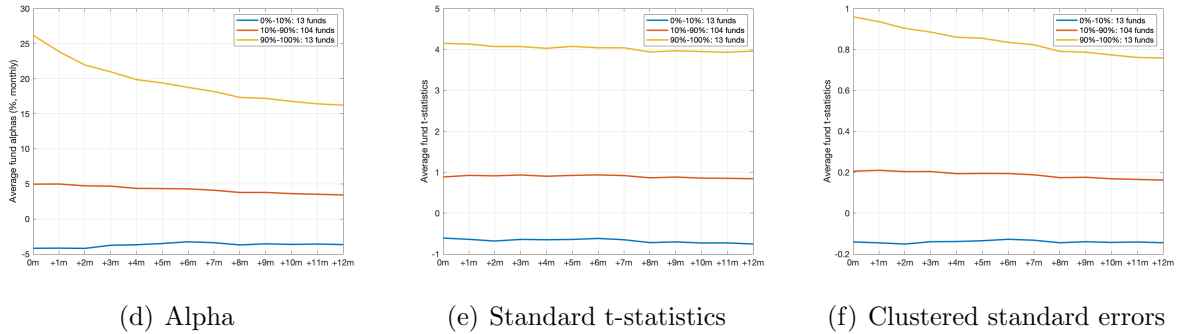 30
25
20
15
10
5
0
-5
Average fund alphas (%, monthly)
0%-10%: 13 funds
10%-90%: 104 funds
90%-100%: 13 funds
0m +1m +2m +3m +4m +5m +6m +7m +8m +9m +10m +11m +12m
(d) Alpha
5
4
3
2
1
0
-1
Average fund t-statistics
0%-10%: 13 funds
10%-90%: 104 funds
90%-100%: 13 funds
0m +1m +2m +3m +4m +5m +6m +7m +8m +9m +10m +11m +12m
(e) Standard t-statistics
1
0.8
0.6
0.4
0.2
0
-0.2
Average fund t-statistics
0%-10%: 13 funds
10%-90%: 104 funds
90%-100%: 13 funds
0m +1m +2m +3m +4m +5m +6m +7m +8m +9m +10m +11m +12m
(f) Clustered standard errors